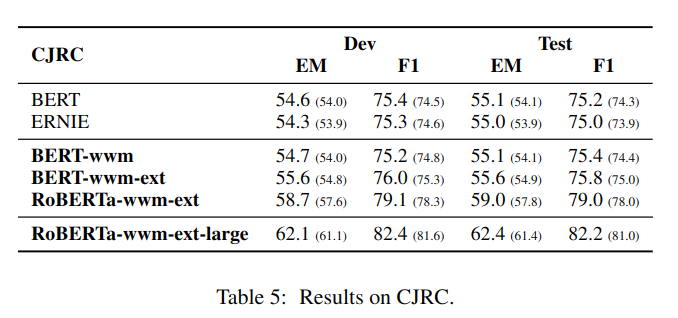 CJRC Dev Test
EM F1 EM F1
BERT 54.6 (54.0) 75.4 (74.5) 55.1 (54.1) 75.2 (74.3)
ERNIE 54.3 (53.9) 75.3 (74.6) 55.0 (53.9) 75.0 (73.9)
BERT-wwm 54.7 (54.0) 75.2 (74.8) 55.1 (54.1) 75.4 (74.4)
BERT-wwm-ext 55.6 (54.8) 76.0 (75.3) 55.6 (54.9) 75.8 (75.0)
RoBERTa-wwm-ext 58.7 (57.6) 79.1 (78.3) 59.0 (57.8) 79.0 (78.0)
RoBERTa-wwm-ext-large 62.1 (61.1) 82.4 (81.6) 62.4 (61.4) 82.2 (81.0)
Table 5: Results on CJRC.